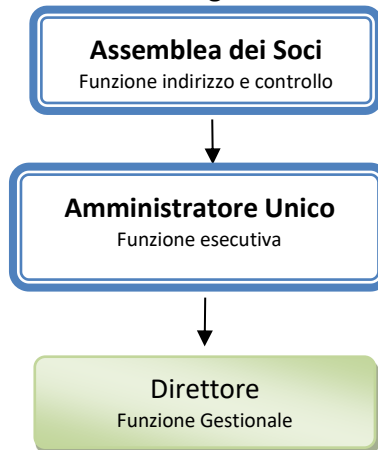 Assemblea dei Soci
Funzione indirizzo e controllo
Amministratore Unico
Funzione esecutiva
Direttore
Funzione Gestionale